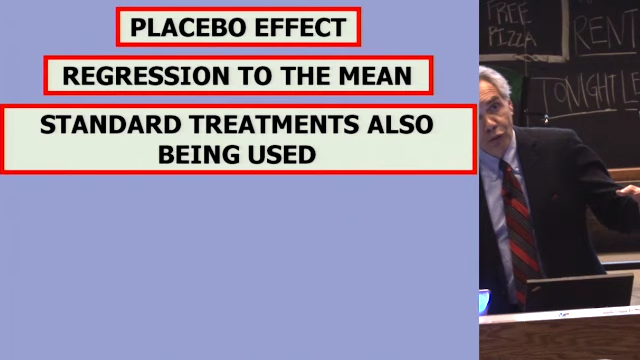 PLACEBO EFFECT
REGRESSION TO THE MEAN
STANDARD TREATMENTS ALSO
BEING USED
FREE
PIZZA
RENT
TONIGHT